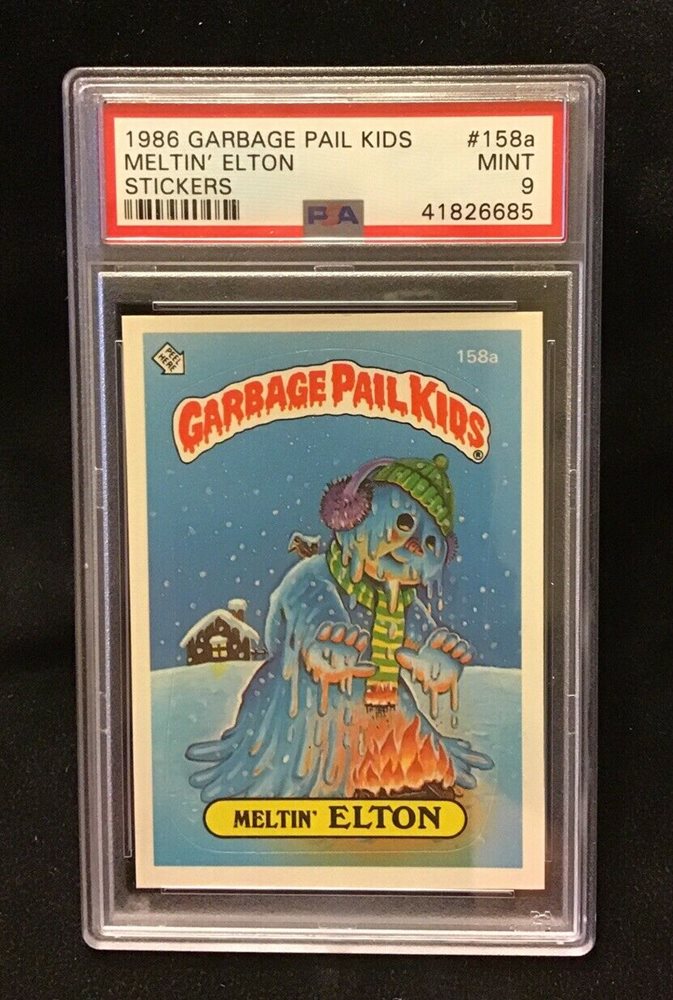 1986 GARBAGE PAIL KIDS #158a
MELTIN' ELTON MINT
STICKERS 9
PSA 41826685
PEEL HERE
158a
GARBAGE PAIL KIDS®
MELTIN' ELTON